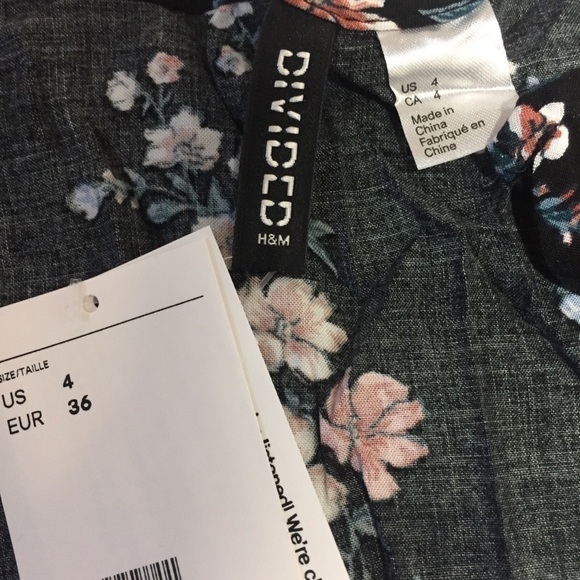 DIVIDED
H&M
US 4
CA 4
Made in
China
Fabriqué en
Chine
SIZE/TAILLE
US 4
EUR 36
listened! We're